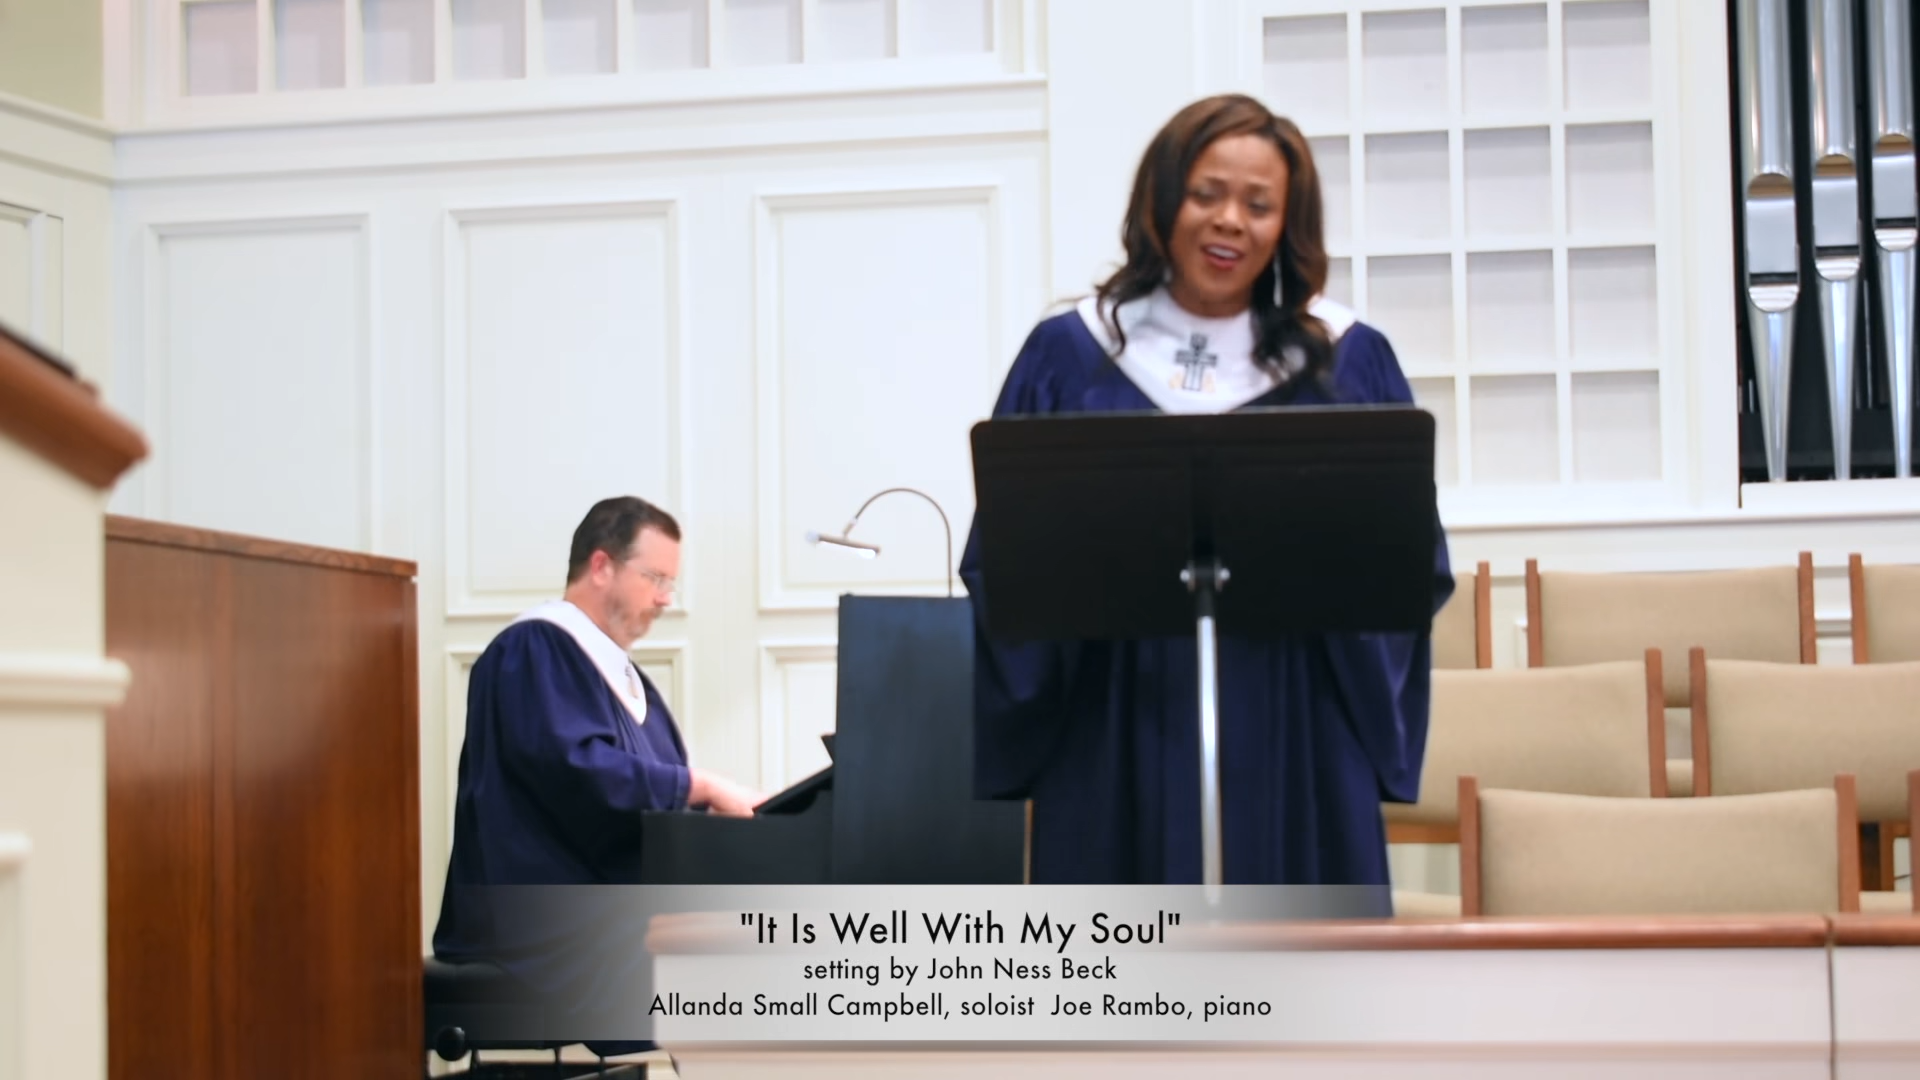 "It Is Well With My Soul"
setting by John Ness Beck
Allanda Small Campbell, soloist  Joe Rambo, piano